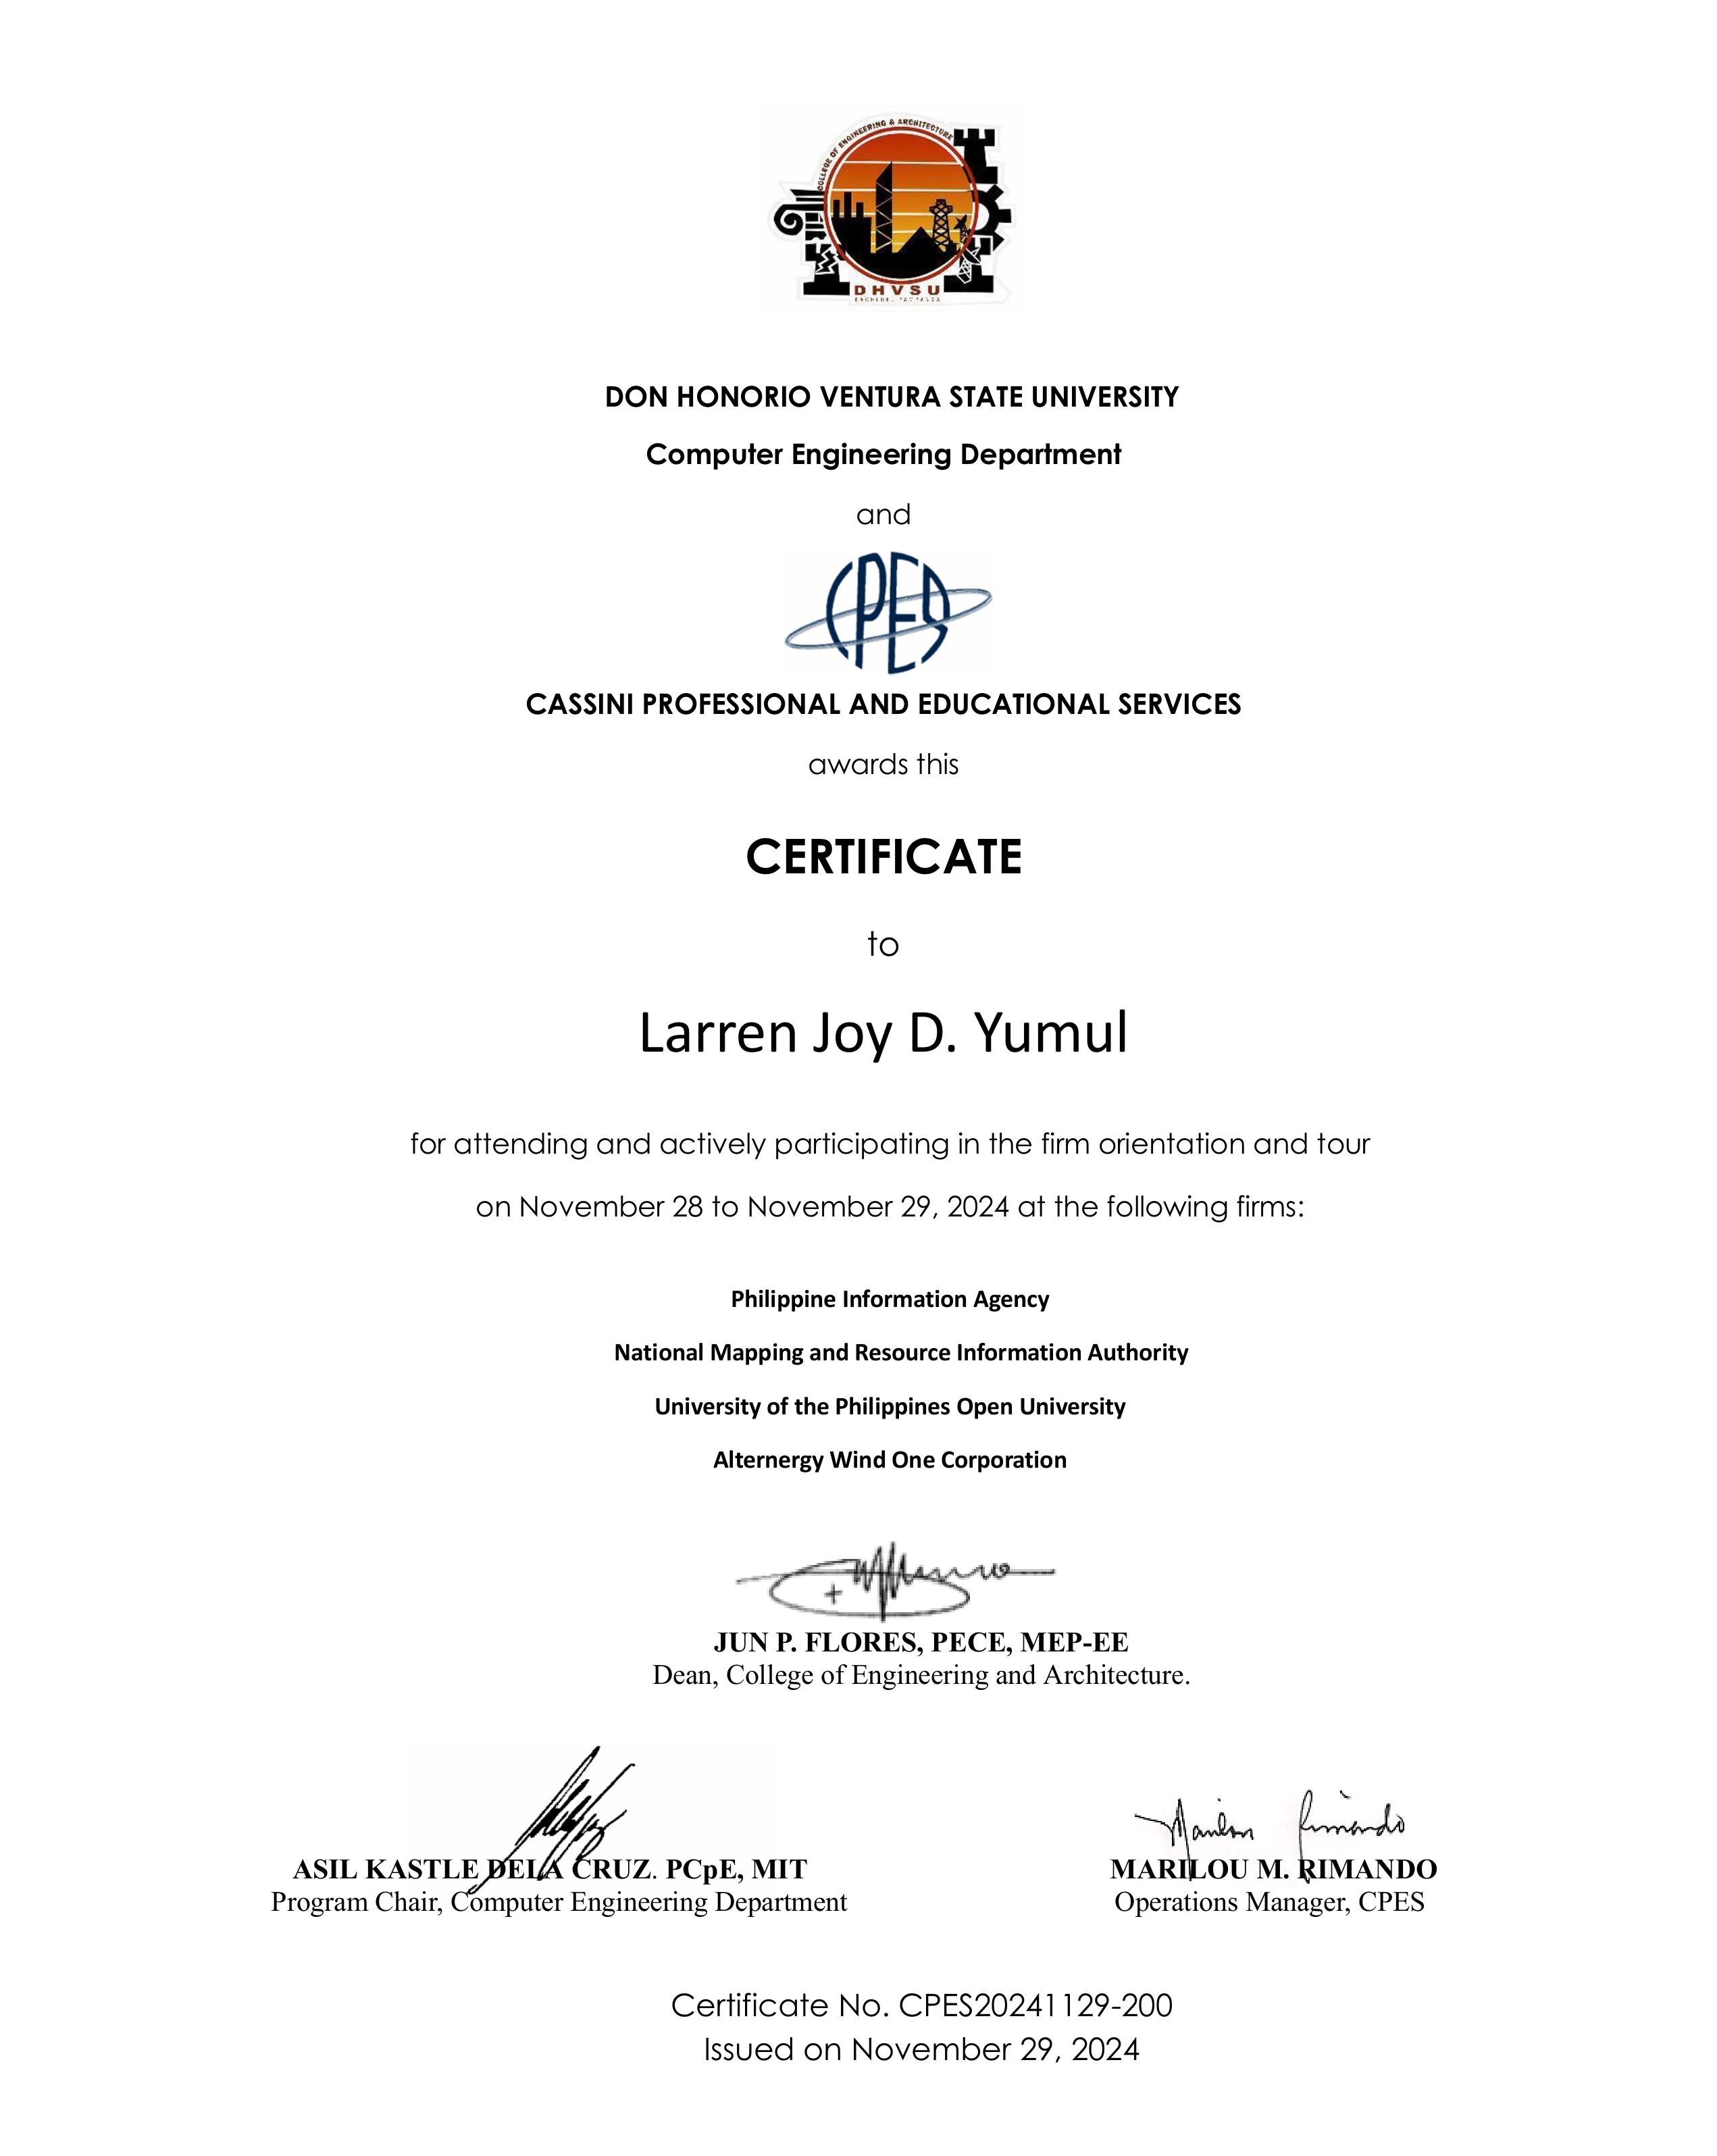 COLLEGE OF ENGINEERING & ARCHITECTURE
DHVSU
DON HONORIO VENTURA STATE UNIVERSITY
Computer Engineering Department
and
CPES
CASSINI PROFESSIONAL AND EDUCATIONAL SERVICES
awards this
CERTIFICATE
to
Larren Joy D. Yumul
for attending and actively participating in the firm orientation and tour
on November 28 to November 29, 2024 at the following firms:
Philippine Information Agency
National Mapping and Resource Information Authority
University of the Philippines Open University
Alternergy Wind One Corporation
JUN P. FLORES, PECE, MEP-EE
Dean, College of Engineering and Architecture.
Marilou Rimando
ASIL KASTLE DELA CRUZ. PCpE, MIT
Program Chair, Computer Engineering Department
MARILOU M. RIMANDO
Operations Manager, CPES
Certificate No. CPES20241129-200
Issued on November 29, 2024